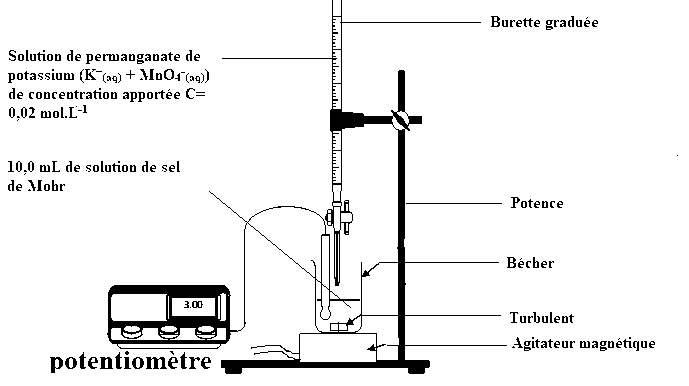 Burette graduée
Solution de permanganate de
potassium (K⁺(aq) + MnO₄⁻(aq))
de concentration apportée C=
0,02 mol.L⁻¹
10,0 mL de solution de sel
de Mohr
Potence
Bécher
3.00
Turbulent
Agitateur magnétique
potentiomètre